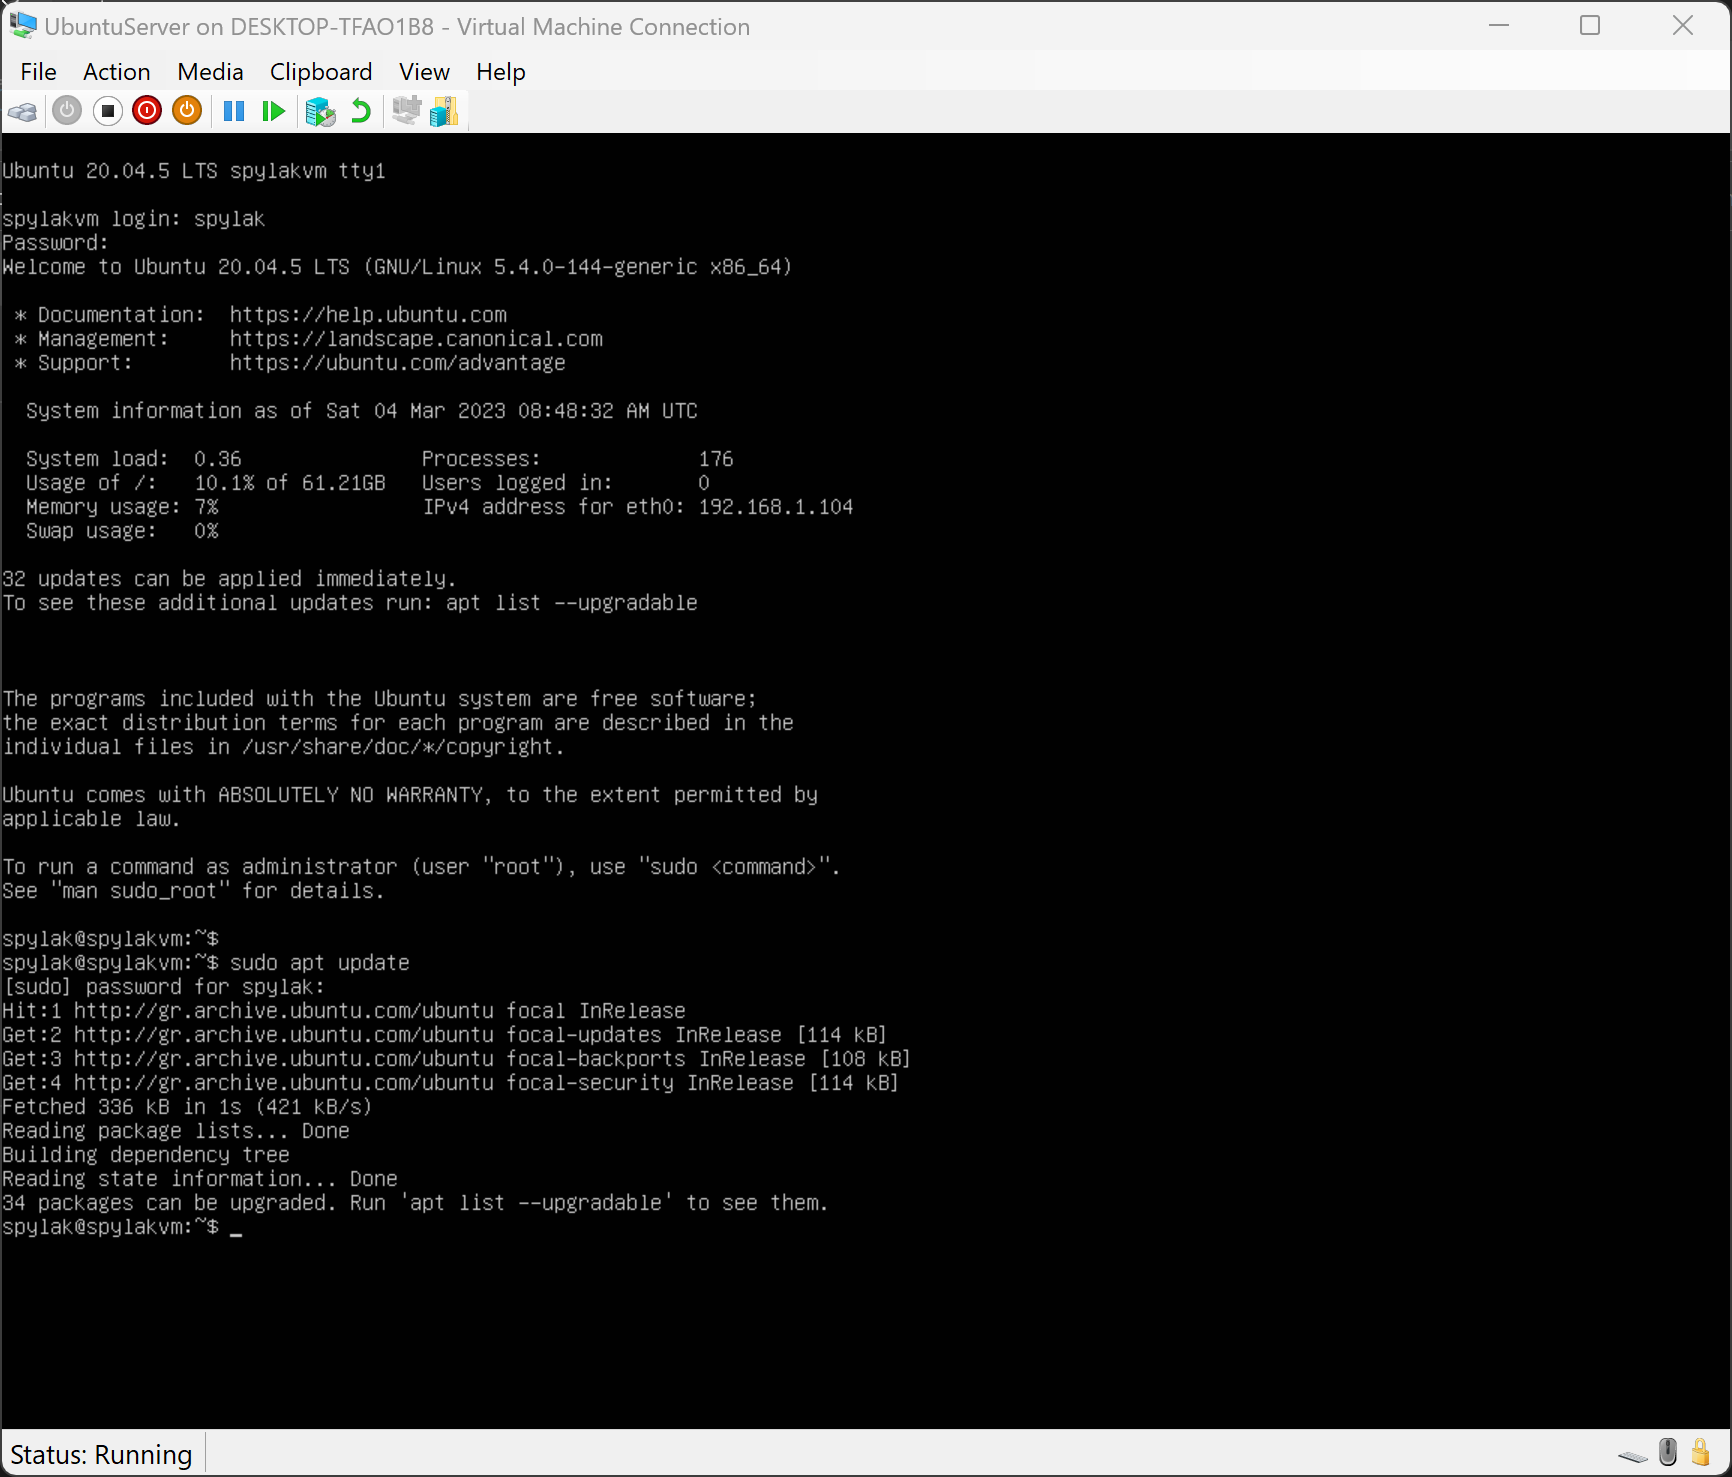 UbuntuServer on DESKTOP-TFAO1B8 - Virtual Machine Connection
File Action Media Clipboard View Help
Ubuntu 20.04.5 LTS spylakvm tty1
spylakvm login: spylak
Password:
Welcome to Ubuntu 20.04.5 LTS (GNU/Linux 5.4.0-144-generic x86_64)
* Documentation: https://help.ubuntu.com
* Management: https://landscape.canonical.com
* Support: https://ubuntu.com/advantage
System information as of Sat 04 Mar 2023 08:48:32 AM UTC
System load: 0.36 Processes: 176
Usage of /: 10.1% of 61.21GB Users logged in: 0
Memory usage: 7% IPv4 address for eth0: 192.168.1.104
Swap usage: 0%
32 updates can be applied immediately.
To see these additional updates run: apt list --upgradable
The programs included with the Ubuntu system are free software;
the exact distribution terms for each program are described in the
individual files in /usr/share/doc/*/copyright.
Ubuntu comes with ABSOLUTELY NO WARRANTY, to the extent permitted by
applicable law.
To run a command as administrator (user "root"), use "sudo <command>".
See "man sudo_root" for details.
spylak@spylakvm:~$
spylak@spylakvm:~$ sudo apt update
[sudo] password for spylak:
Hit:1 http://gr.archive.ubuntu.com/ubuntu focal InRelease
Get:2 http://gr.archive.ubuntu.com/ubuntu focal-updates InRelease [114 kB]
Get:3 http://gr.archive.ubuntu.com/ubuntu focal-backports InRelease [108 kB]
Get:4 http://gr.archive.ubuntu.com/ubuntu focal-security InRelease [114 kB]
Fetched 336 kB in 1s (421 kB/s)
Reading package lists... Done
Building dependency tree
Reading state information... Done
34 packages can be upgraded. Run 'apt list --upgradable' to see them.
spylak@spylakvm:~$ _
Status: Running